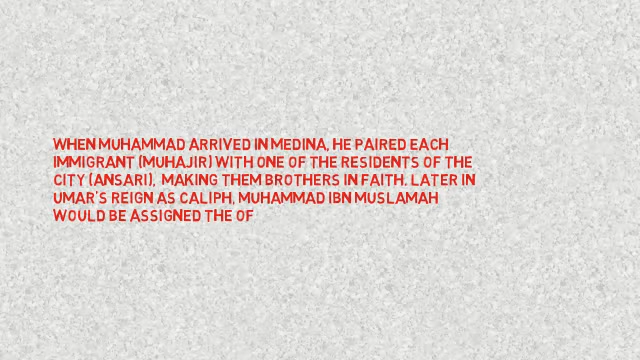 WHEN MUHAMMAD ARRIVED IN MEDINA, HE PAIRED EACH
IMMIGRANT (MUHAJIR) WITH ONE OF THE RESIDENTS OF THE
CITY (ANSARI), MAKING THEM BROTHERS IN FAITH. LATER IN
UMAR'S REIGN AS CALIPH, MUHAMMAD IBN MUSLAMAH
WOULD BE ASSIGNED THE OF